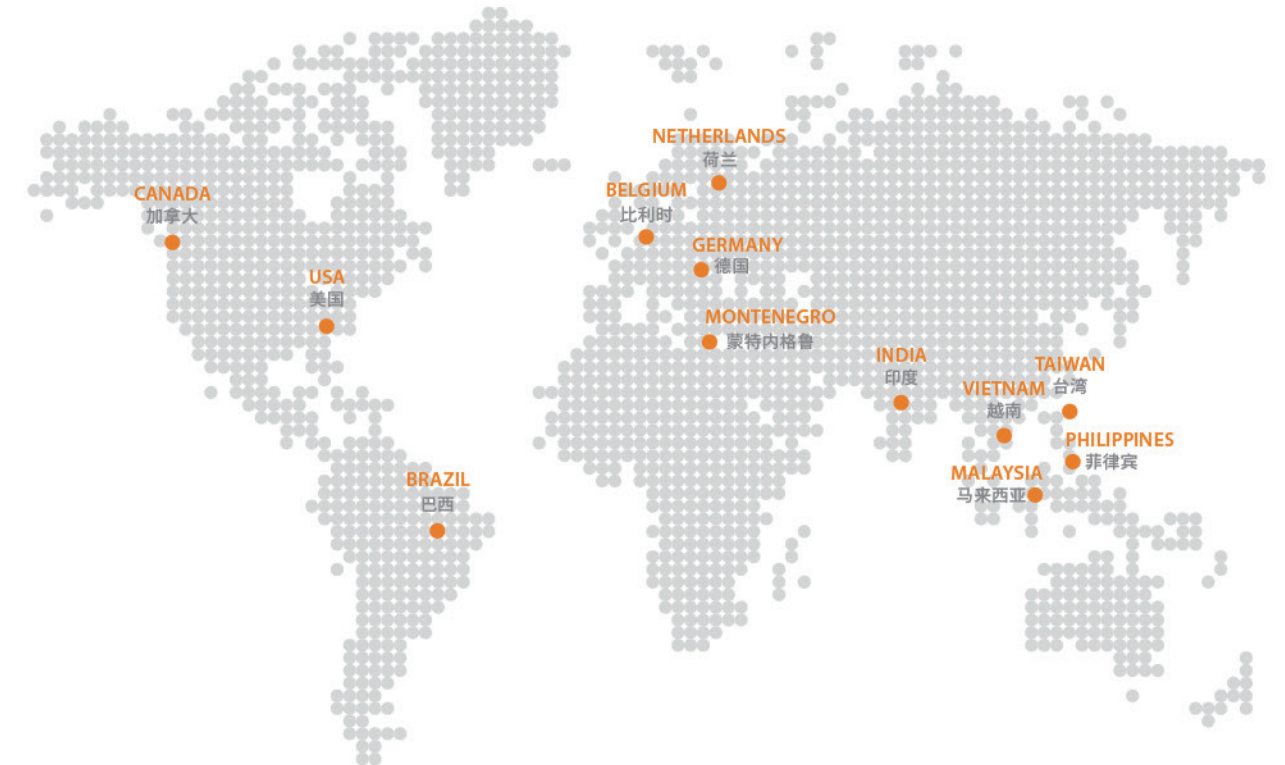 NETHERLANDS
荷兰
CANADA
加拿大
BELGIUM
比利时
GERMANY
德国
USA
美国
MONTENEGRO
蒙特内格鲁
INDIA
印度
TAIWAN
台湾
VIETNAM
越南
PHILIPPINES
菲律宾
MALAYSIA
马来西亚
BRAZIL
巴西